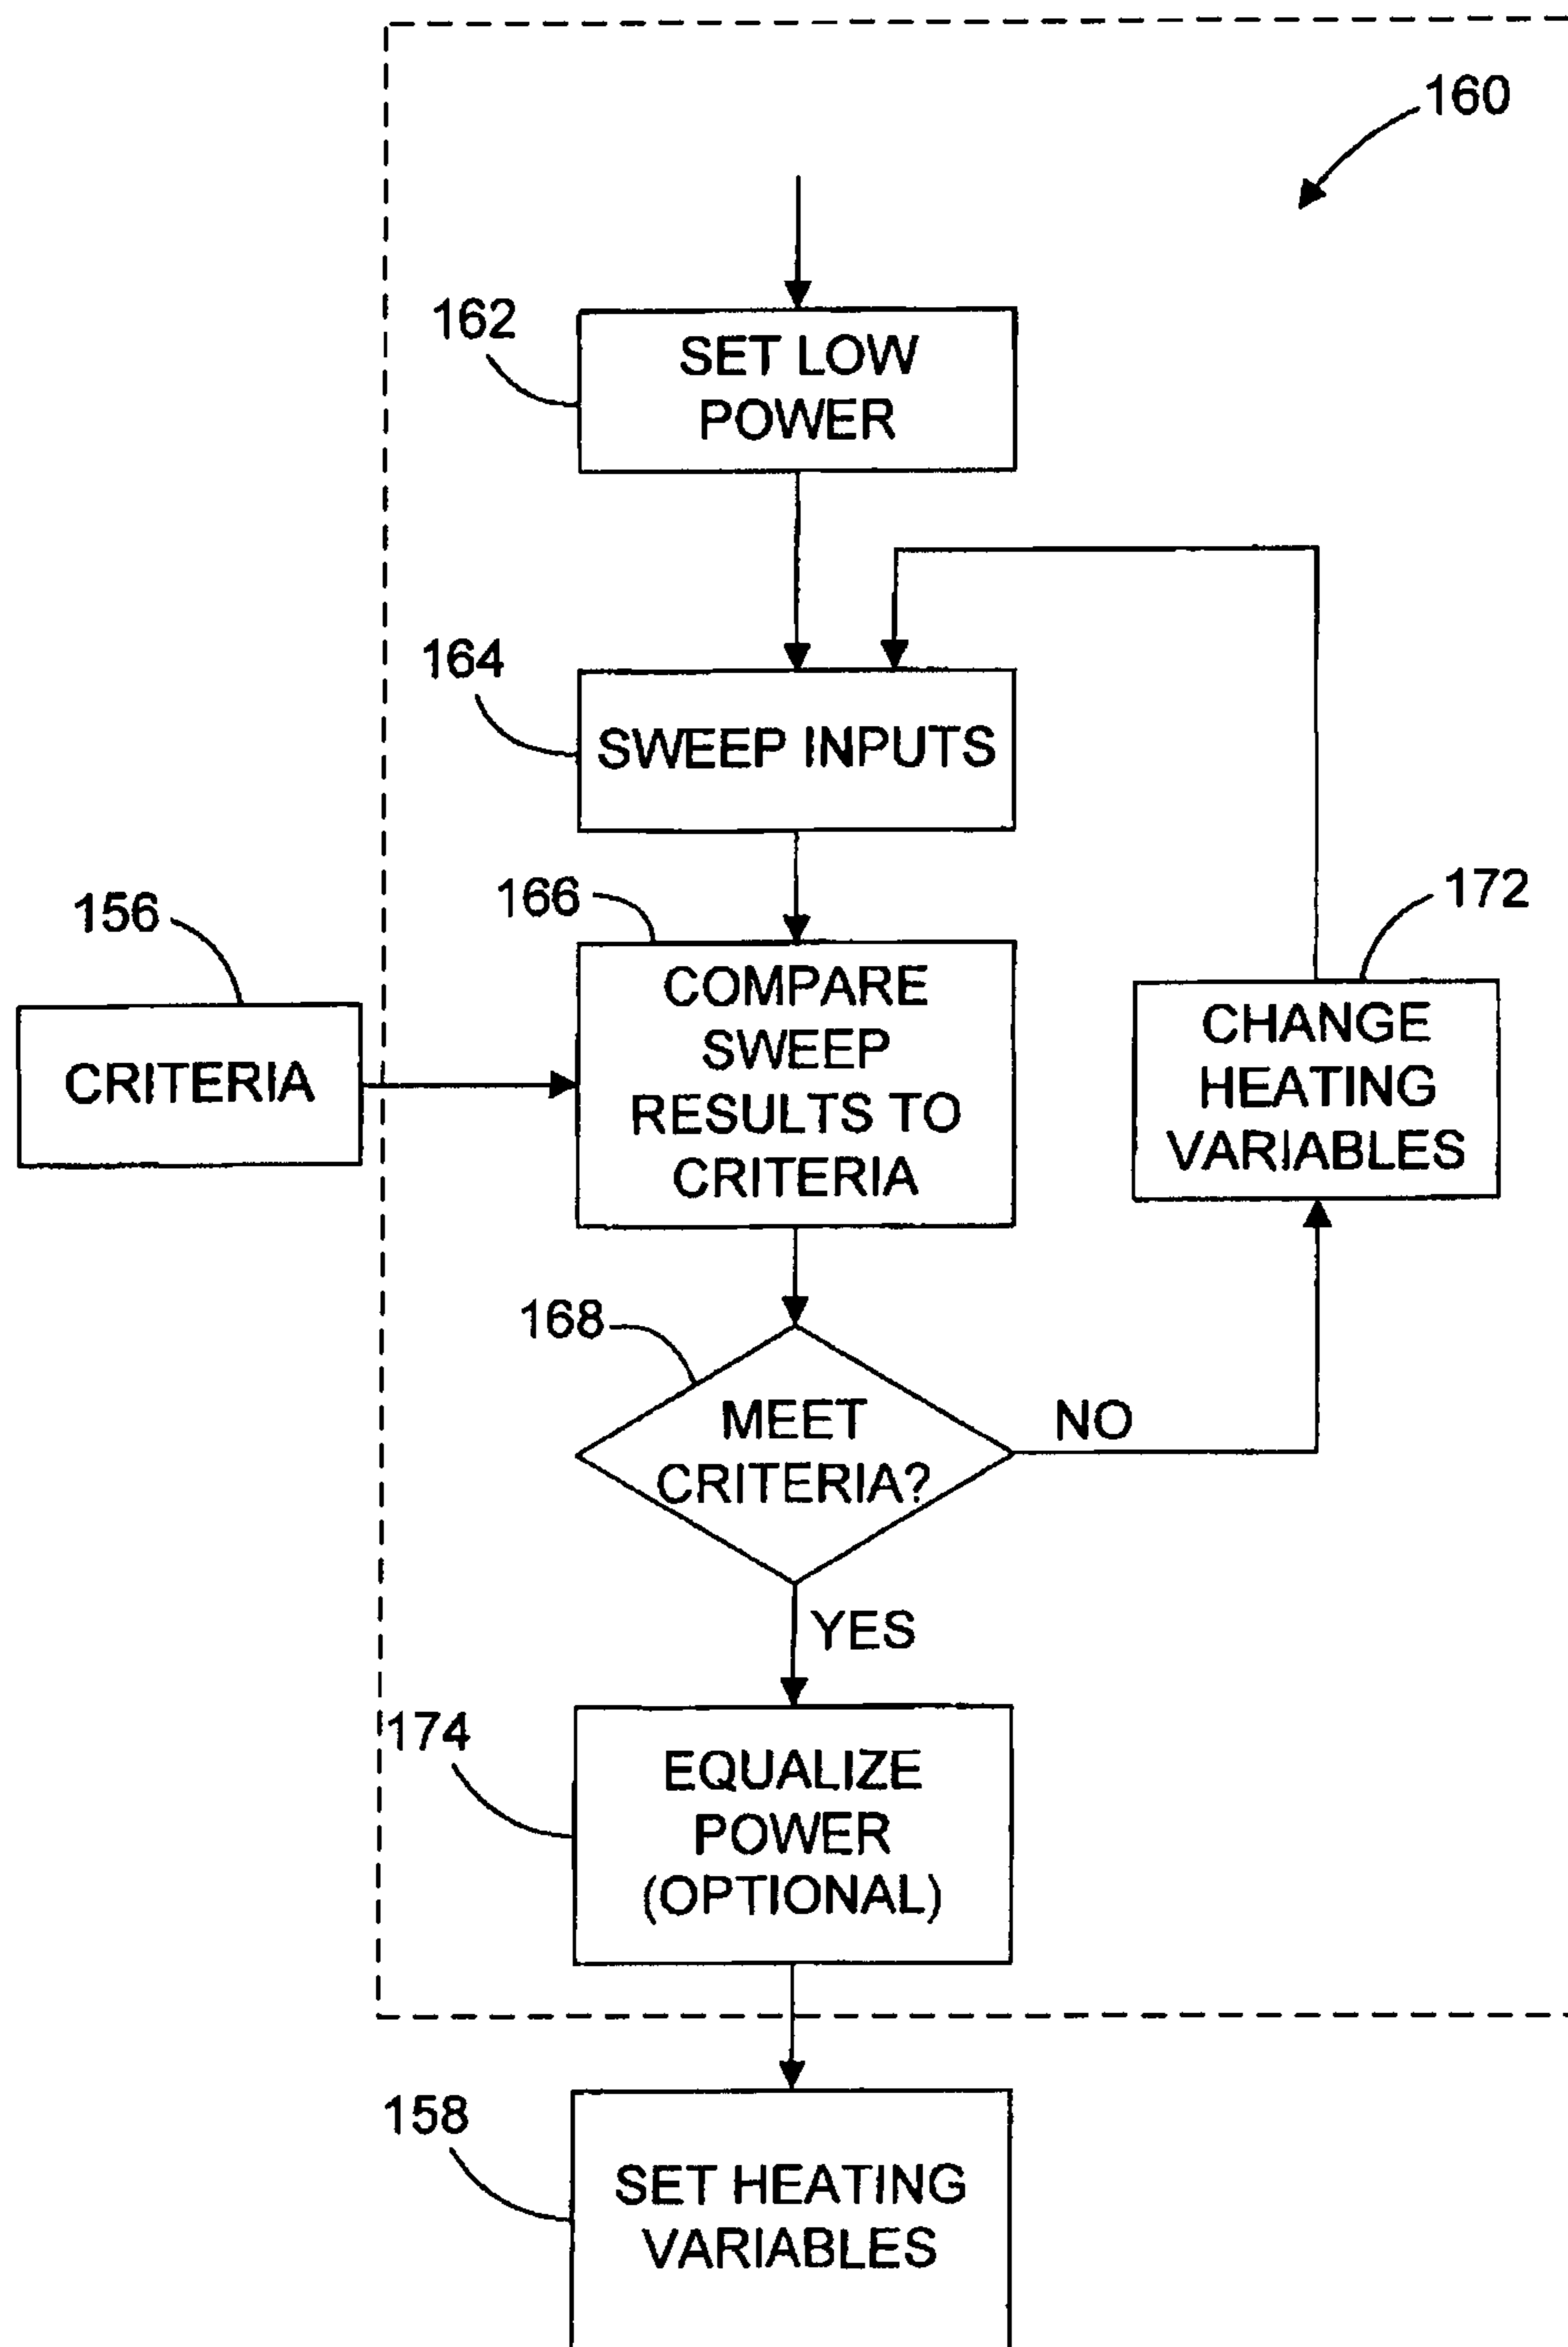 160
162
SET LOW
POWER
164
SWEEP INPUTS
156
CRITERIA
166
COMPARE
SWEEP
RESULTS TO
CRITERIA
172
CHANGE
HEATING
VARIABLES
168
MEET
CRITERIA?
NO
YES
174
EQUALIZE
POWER
(OPTIONAL)
158
SET HEATING
VARIABLES